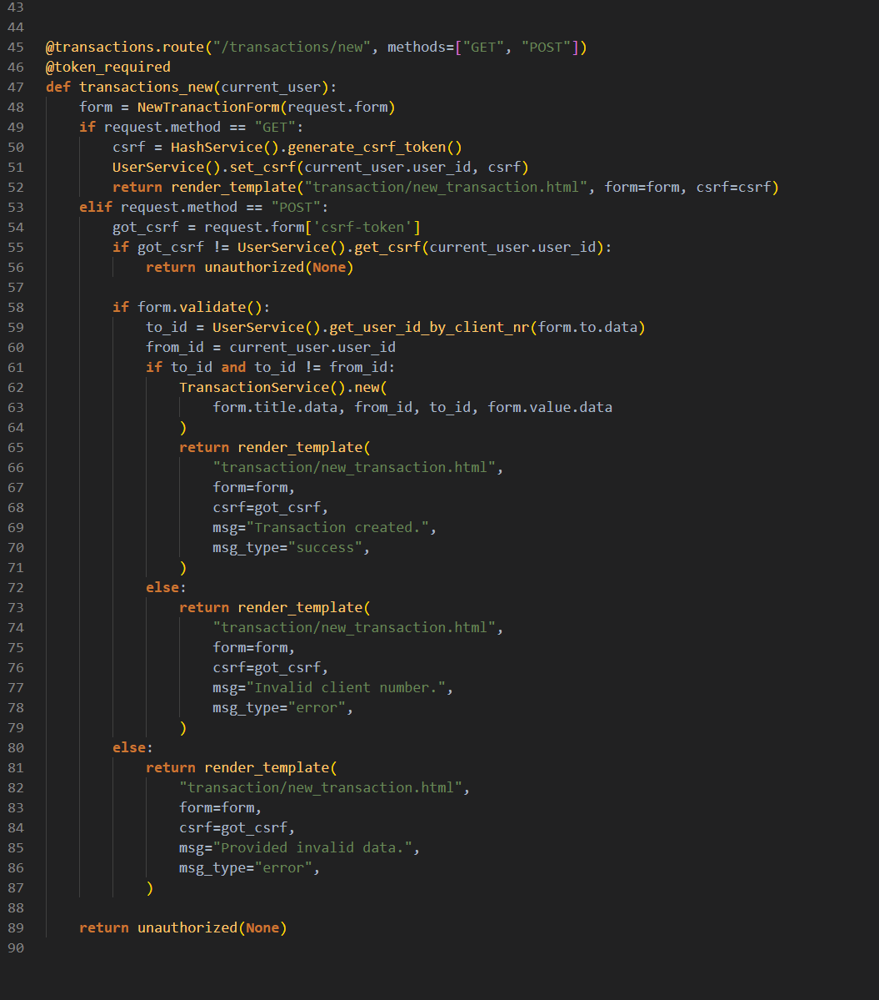 43
44
45 @transactions.route("/transactions/new", methods=["GET", "POST"])
46 @token_required
47 def transactions_new(current_user):
48     form = NewTranactionForm(request.form)
49     if request.method == "GET":
50         csrf = HashService().generate_csrf_token()
51         UserService().set_csrf(current_user.user_id, csrf)
52         return render_template("transaction/new_transaction.html", form=form, csrf=csrf)
53     elif request.method == "POST":
54         got_csrf = request.form['csrf-token']
55         if got_csrf != UserService().get_csrf(current_user.user_id):
56             return unauthorized(None)
57
58         if form.validate():
59             to_id = UserService().get_user_id_by_client_nr(form.to.data)
60             from_id = current_user.user_id
61             if to_id and to_id != from_id:
62                 TransactionService().new(
63                     form.title.data, from_id, to_id, form.value.data
64                 )
65                 return render_template(
66                     "transaction/new_transaction.html",
67                     form=form,
68                     csrf=got_csrf,
69                     msg="Transaction created.",
70                     msg_type="success",
71                 )
72             else:
73                 return render_template(
74                     "transaction/new_transaction.html",
75                     form=form,
76                     csrf=got_csrf,
77                     msg="Invalid client number.",
78                     msg_type="error",
79                 )
80         else:
81             return render_template(
82                 "transaction/new_transaction.html",
83                 form=form,
84                 csrf=got_csrf,
85                 msg="Provided invalid data.",
86                 msg_type="error",
87             )
88
89     return unauthorized(None)
90